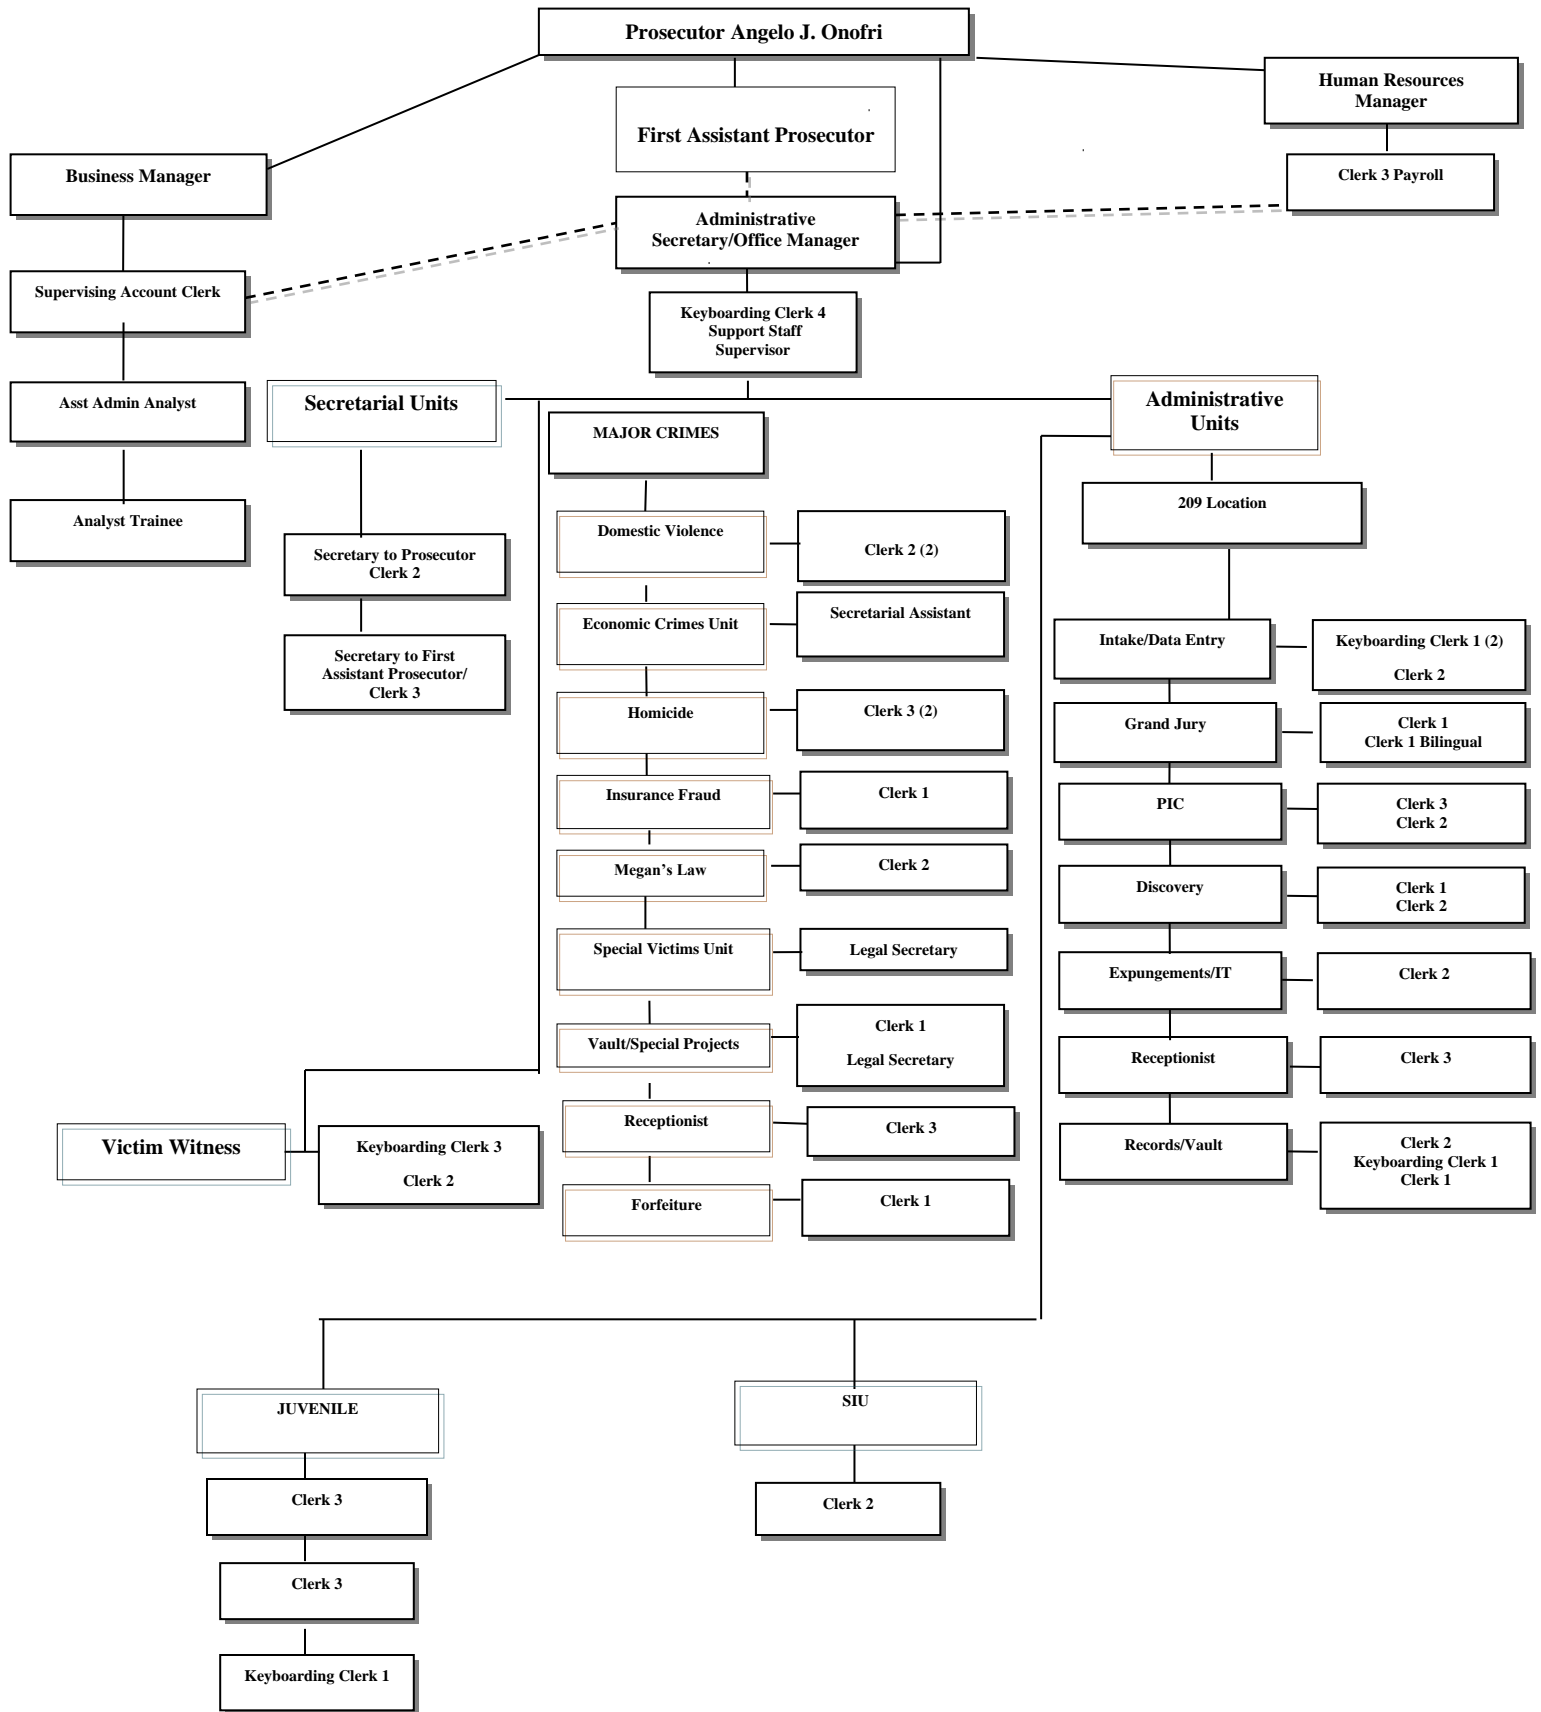 Prosecutor Angelo J. Onofri
Human Resources
Manager
First Assistant Prosecutor
Business Manager
Clerk 3 Payroll
Administrative
Secretary/Office Manager
Supervising Account Clerk
Keyboarding Clerk 4
Support Staff
Supervisor
Asst Admin Analyst
Analyst Trainee
Secretarial Units
Secretary to Prosecutor
Clerk 2
Secretary to First
Assistant Prosecutor/
Clerk 3
MAJOR CRIMES
Domestic Violence
Clerk 2 (2)
Economic Crimes Unit
Secretarial Assistant
Homicide
Clerk 3 (2)
Insurance Fraud
Clerk 1
Megan's Law
Clerk 2
Special Victims Unit
Legal Secretary
Vault/Special Projects
Clerk 1
Legal Secretary
Receptionist
Clerk 3
Forfeiture
Clerk 1
Administrative
Units
209 Location
Intake/Data Entry
Keyboarding Clerk 1 (2)
Clerk 2
Grand Jury
Clerk 1
Clerk 1 Bilingual
PIC
Clerk 3
Clerk 2
Discovery
Clerk 1
Clerk 2
Expungements/IT
Clerk 2
Receptionist
Clerk 3
Records/Vault
Clerk 2
Keyboarding Clerk 1
Clerk 1
Victim Witness
Keyboarding Clerk 3
Clerk 2
JUVENILE
Clerk 3
Clerk 3
Keyboarding Clerk 1
SIU
Clerk 2